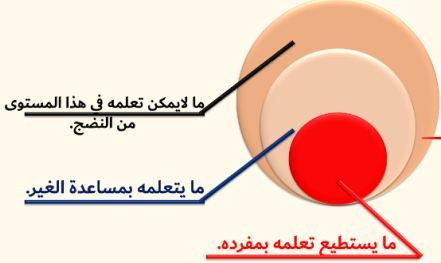 ما لايمكن تعلمه في هذا المستوى
من النضج.
ما يتعلمه بمساعدة الغير.
ما يستطيع تعلمه بمفرده.